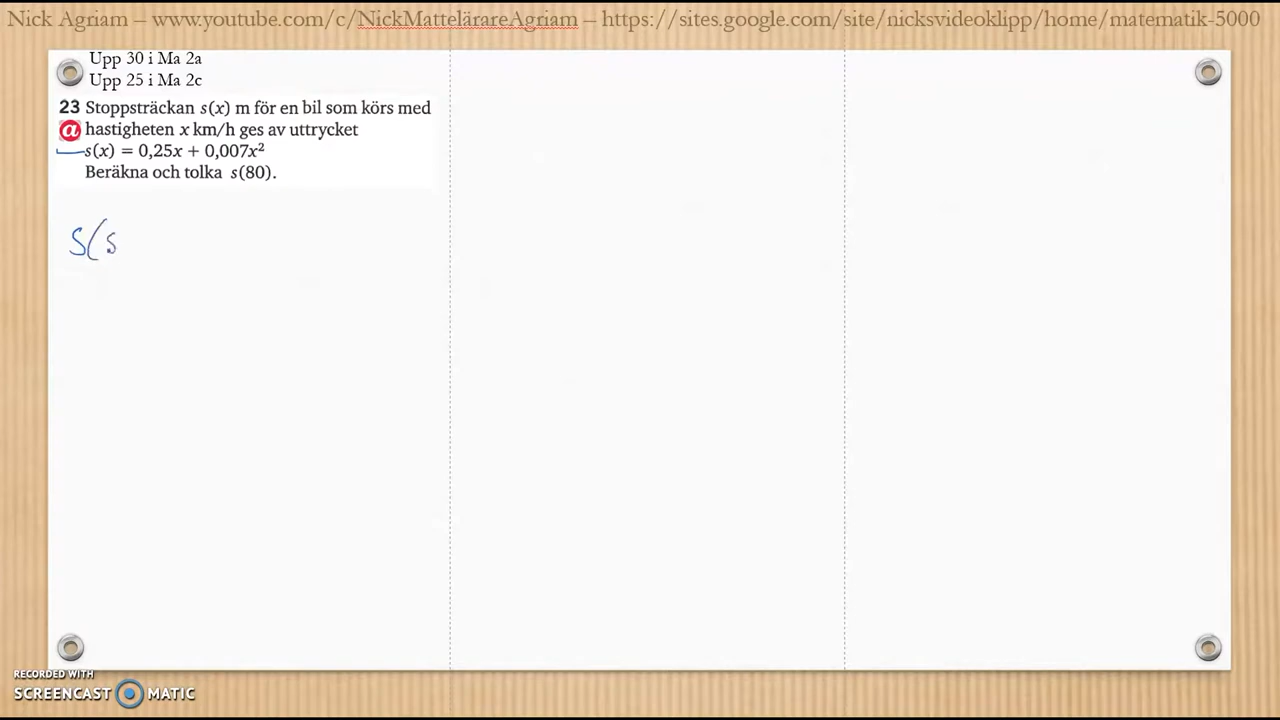 Nick Agriam – www.youtube.com/c/NickMattelärareAgriam – https://sites.google.com/site/nicksvideoklipp/home/matematik-5000
Upp 30 i Ma 2a
Upp 25 i Ma 2c
23 Stoppsträckan s(x) m för en bil som körs med
a hastigheten x km/h ges av uttrycket
s(x) = 0,25x + 0,007x²
Beräkna och tolka s(80).
S(
RECORDED WITH
SCREENCAST MATIC